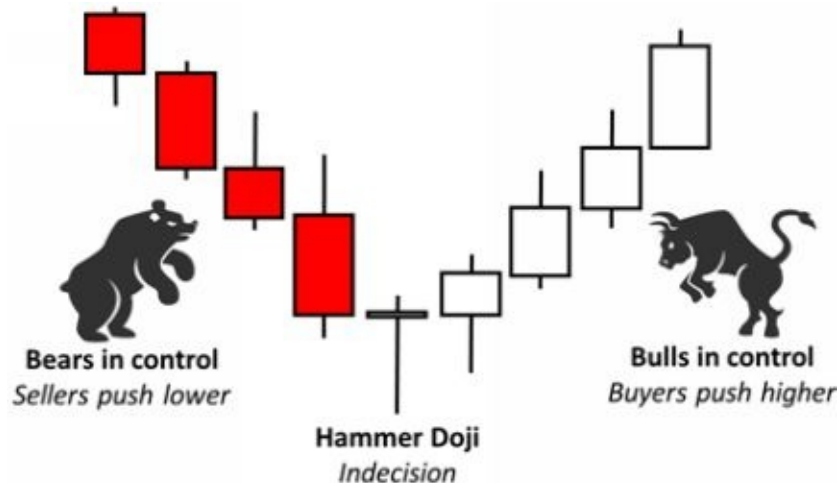 Bears in control
Sellers push lower
Hammer Doji
Indecision
Bulls in control
Buyers push higher